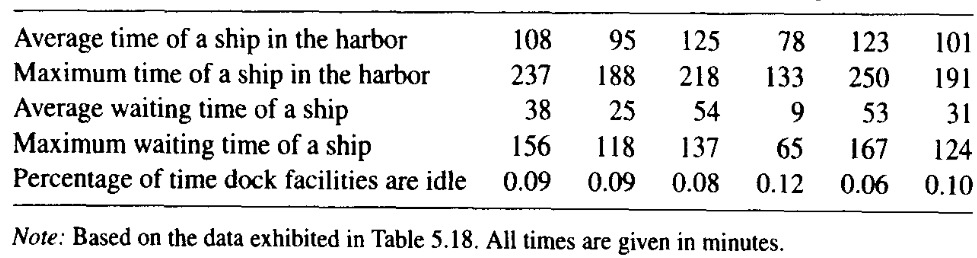 Average time of a ship in the harbor 108 95 125 78 123 101
Maximum time of a ship in the harbor 237 188 218 133 250 191
Average waiting time of a ship 38 25 54 9 53 31
Maximum waiting time of a ship 156 118 137 65 167 124
Percentage of time dock facilities are idle 0.09 0.09 0.08 0.12 0.06 0.10
Note: Based on the data exhibited in Table 5.18. All times are given in minutes.